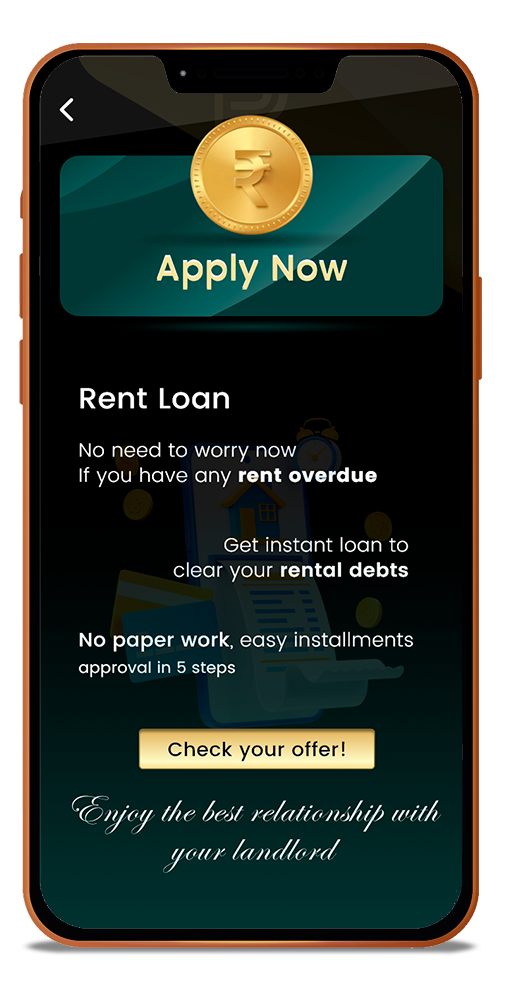 ₹
Apply Now
Rent Loan
No need to worry now
If you have any rent overdue
Get instant loan to
clear your rental debts
No paper work, easy installments
approval in 5 steps
Check your offer!
Enjoy the best relationship with
your landlord